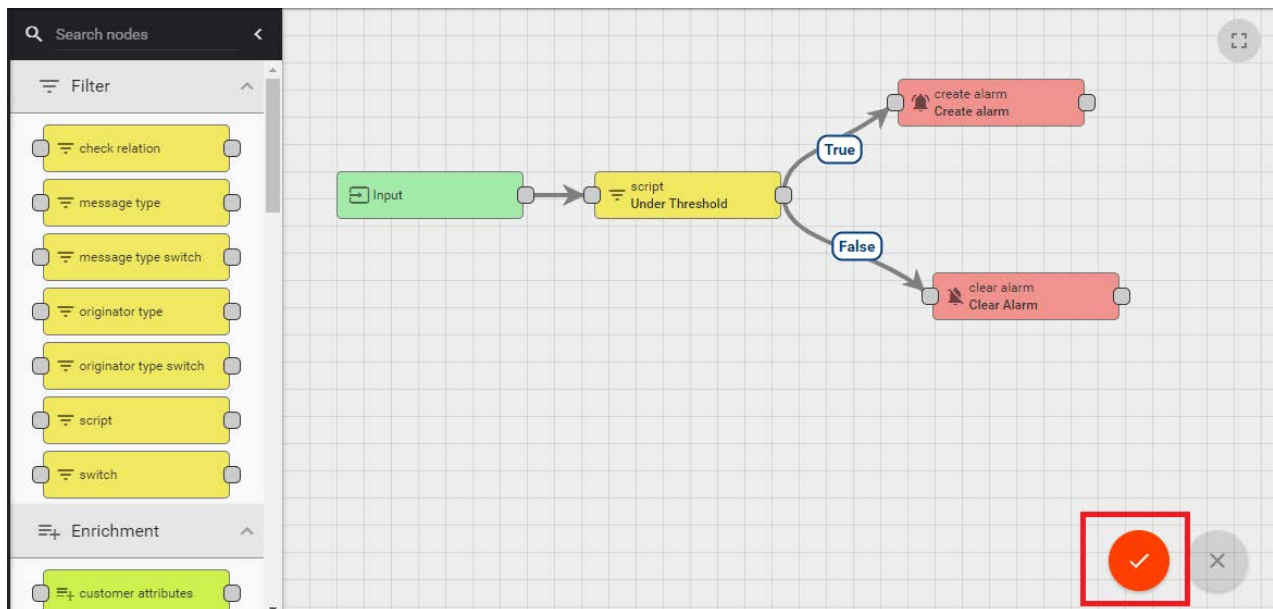 Search nodes
Filter
check relation
message type
message type switch
originator type
originator type switch
script
switch
Enrichment
customer attributes
Input
script
Under Threshold
True
False
create alarm
Create alarm
clear alarm
Clear Alarm